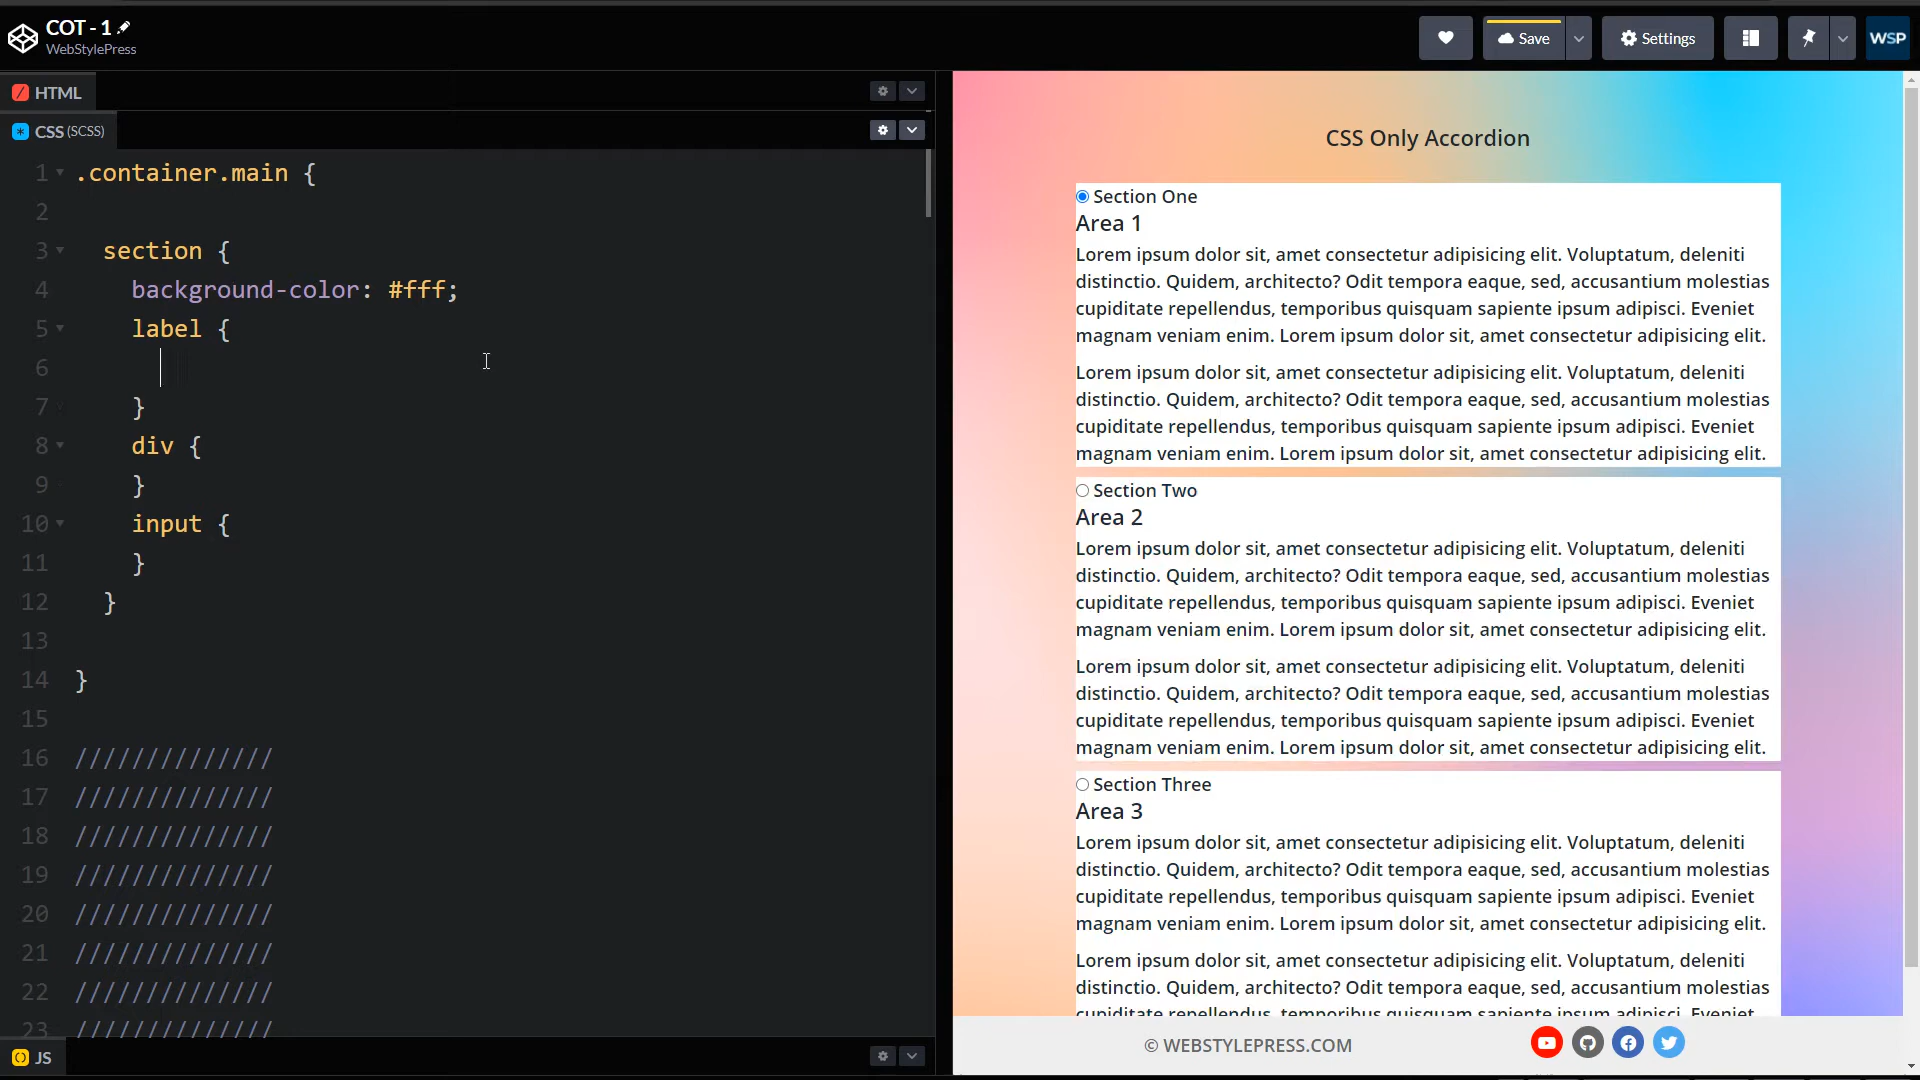 COT - 1
WebStylePress
Save
Settings
WSP
HTML
CSS (SCSS)
1 .container.main {
2
3 section {
4 background-color: #fff;
5 label {
6
7 }
8 div {
9 }
10 input {
11 }
12 }
13
14 }
15
16 //////////////
17 //////////////
18 //////////////
19 //////////////
20 //////////////
21 //////////////
22 //////////////
23 //////////////
JS
CSS Only Accordion
Section One
Area 1
Lorem ipsum dolor sit, amet consectetur adipisicing elit. Voluptatum, deleniti
distinctio. Quidem, architecto? Odit tempora eaque, sed, accusantium molestias
cupiditate repellendus, temporibus quisquam sapiente ipsum adipisci. Eveniet
magnam veniam enim. Lorem ipsum dolor sit, amet consectetur adipisicing elit.
Lorem ipsum dolor sit, amet consectetur adipisicing elit. Voluptatum, deleniti
distinctio. Quidem, architecto? Odit tempora eaque, sed, accusantium molestias
cupiditate repellendus, temporibus quisquam sapiente ipsum adipisci. Eveniet
magnam veniam enim. Lorem ipsum dolor sit, amet consectetur adipisicing elit.
Section Two
Area 2
Lorem ipsum dolor sit, amet consectetur adipisicing elit. Voluptatum, deleniti
distinctio. Quidem, architecto? Odit tempora eaque, sed, accusantium molestias
cupiditate repellendus, temporibus quisquam sapiente ipsum adipisci. Eveniet
magnam veniam enim. Lorem ipsum dolor sit, amet consectetur adipisicing elit.
Lorem ipsum dolor sit, amet consectetur adipisicing elit. Voluptatum, deleniti
distinctio. Quidem, architecto? Odit tempora eaque, sed, accusantium molestias
cupiditate repellendus, temporibus quisquam sapiente ipsum adipisci. Eveniet
magnam veniam enim. Lorem ipsum dolor sit, amet consectetur adipisicing elit.
Section Three
Area 3
Lorem ipsum dolor sit, amet consectetur adipisicing elit. Voluptatum, deleniti
distinctio. Quidem, architecto? Odit tempora eaque, sed, accusantium molestias
cupiditate repellendus, temporibus quisquam sapiente ipsum adipisci. Eveniet
magnam veniam enim. Lorem ipsum dolor sit, amet consectetur adipisicing elit.
Lorem ipsum dolor sit, amet consectetur adipisicing elit. Voluptatum, deleniti
distinctio. Quidem, architecto? Odit tempora eaque, sed, accusantium molestias
cupiditate repellendus, temporibus quisquam sapiente ipsum adipisci. Eveniet
© WEBSTYLEPRESS.COM